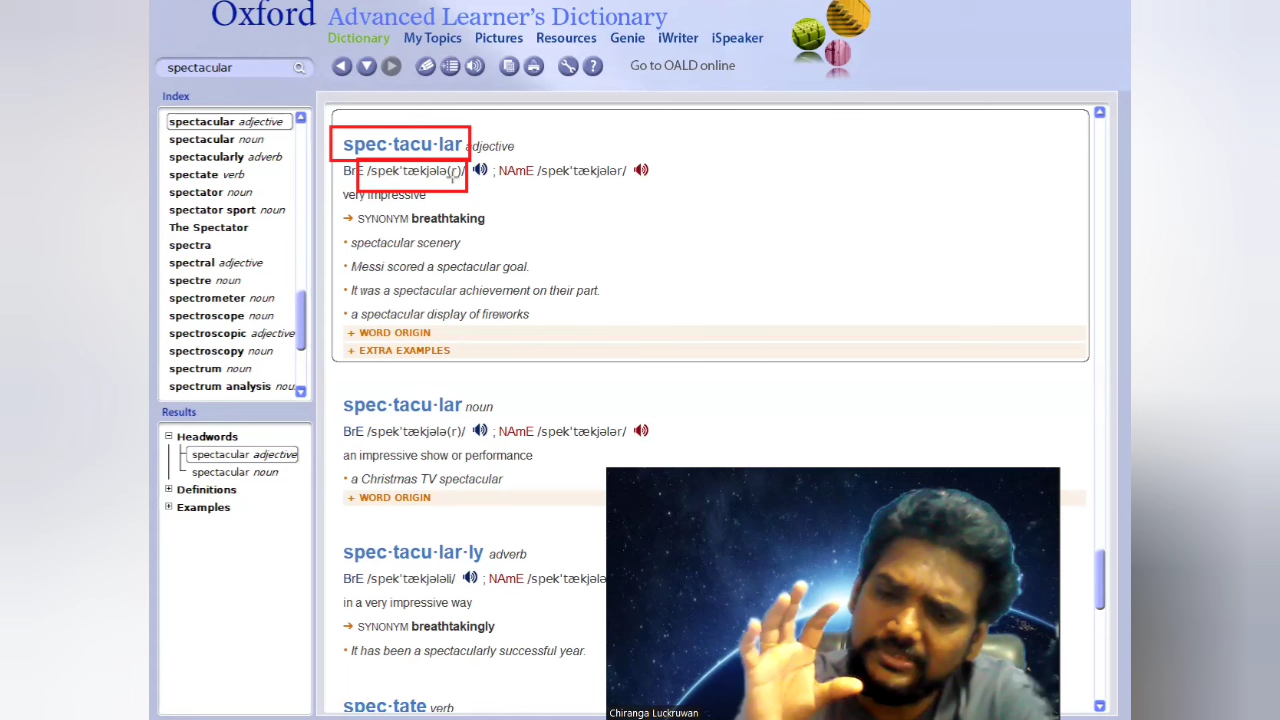 Oxford Advanced Learner's Dictionary
Dictionary My Topics Pictures Resources Genie iWriter iSpeaker
spectacular
Go to OALD online
Index
spectacular adjective
spectacular noun
spectacularly adverb
spectate verb
spectator noun
spectator sport noun
The Spectator
spectra
spectral adjective
spectre noun
spectrometer noun
spectroscope noun
spectroscopic adjective
spectroscopy noun
spectrum noun
spectrum analysis nou
Results
Headwords
spectacular adjective
spectacular noun
Definitions
Examples
spec·tacu·lar adjective
BrE /spekˈtækjələ(r)/ ; NAmE /spekˈtækjələr/
very impressive
→ SYNONYM breathtaking
• spectacular scenery
• Messi scored a spectacular goal.
• It was a spectacular achievement on their part.
• a spectacular display of fireworks
+ WORD ORIGIN
+ EXTRA EXAMPLES
spec·tacu·lar noun
BrE /spekˈtækjələ(r)/ ; NAmE /spekˈtækjələr/
an impressive show or performance
• a Christmas TV spectacular
+ WORD ORIGIN
spec·tacu·lar·ly adverb
BrE /spekˈtækjələli/ ; NAmE /spekˈtækjələ
in a very impressive way
→ SYNONYM breathtakingly
• It has been a spectacularly successful year.
spec·tate verb
Chiranga Luckruwan